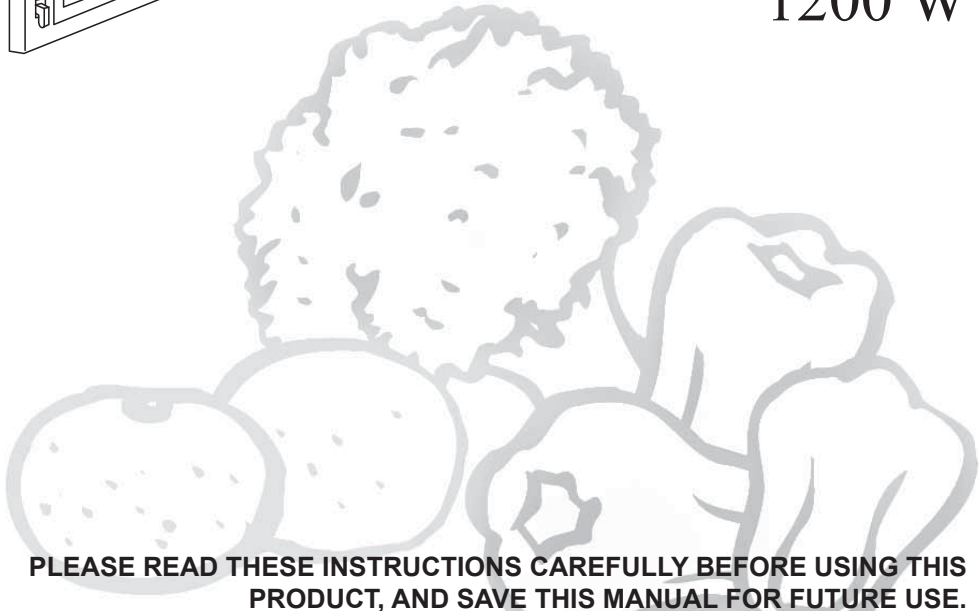 1200 W
PLEASE READ THESE INSTRUCTIONS CAREFULLY BEFORE USING THIS
PRODUCT, AND SAVE THIS MANUAL FOR FUTURE USE.